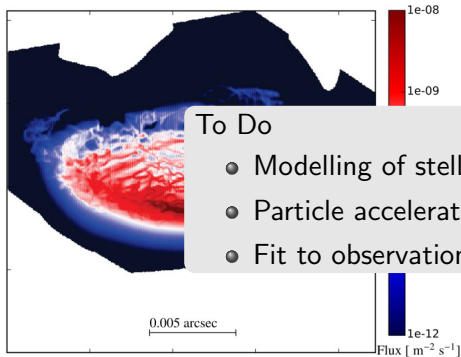 1e-08
1e-09
To Do
Modelling of stell
Particle accelerat
Fit to observation
0.005 arcsec
1e-12
Flux [ m⁻² s⁻¹]